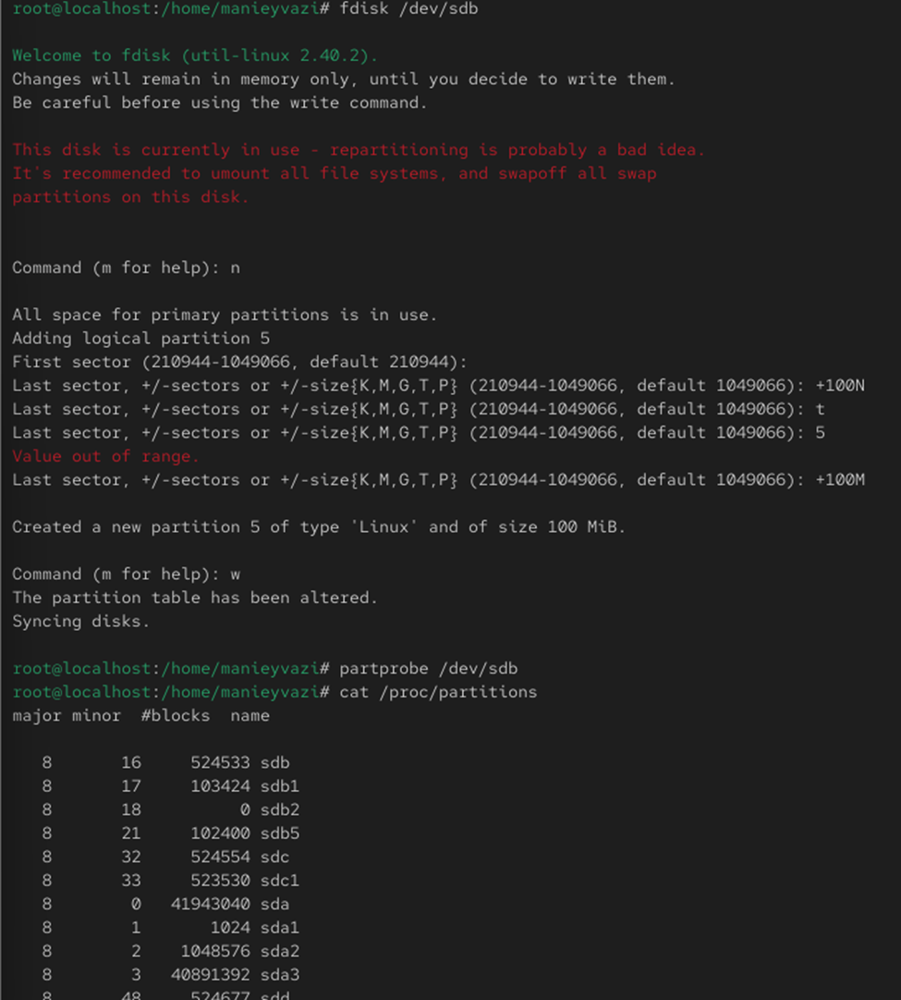 root@localhost:/home/manieyvazi# fdisk /dev/sdb
Welcome to fdisk (util-linux 2.40.2).
Changes will remain in memory only, until you decide to write them.
Be careful before using the write command.
This disk is currently in use - repartitioning is probably a bad idea.
It's recommended to umount all file systems, and swapoff all swap
partitions on this disk.
Command (m for help): n
All space for primary partitions is in use.
Adding logical partition 5
First sector (210944-1049066, default 210944):
Last sector, +/-sectors or +/-size{K,M,G,T,P} (210944-1049066, default 1049066): +100N
Last sector, +/-sectors or +/-size{K,M,G,T,P} (210944-1049066, default 1049066): t
Last sector, +/-sectors or +/-size{K,M,G,T,P} (210944-1049066, default 1049066): 5
Value out of range.
Last sector, +/-sectors or +/-size{K,M,G,T,P} (210944-1049066, default 1049066): +100M
Created a new partition 5 of type 'Linux' and of size 100 MiB.
Command (m for help): w
The partition table has been altered.
Syncing disks.
root@localhost:/home/manieyvazi# partprobe /dev/sdb
root@localhost:/home/manieyvazi# cat /proc/partitions
major minor  #blocks  name
8 16 524533 sdb
8 17 103424 sdb1
8 18 0 sdb2
8 21 102400 sdb5
8 32 524554 sdc
8 33 523530 sdc1
8 0 41943040 sda
8 1 1024 sda1
8 2 1048576 sda2
8 3 40891392 sda3
8 48 524677 sdd